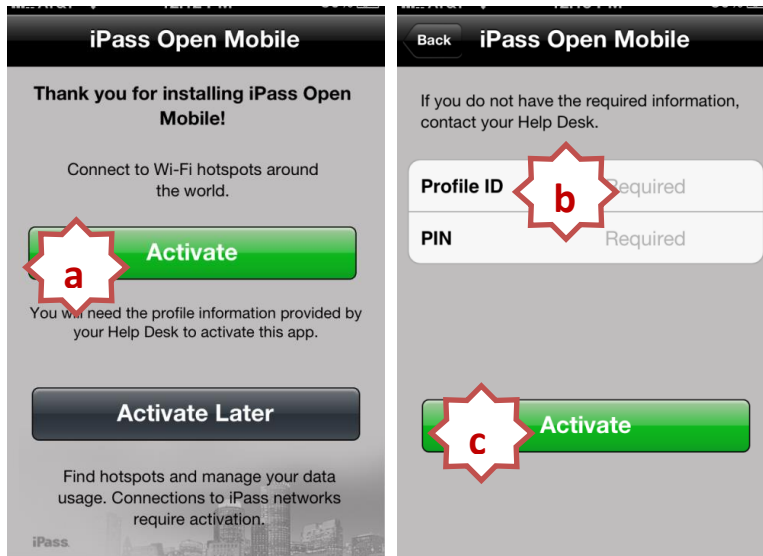 iPass Open Mobile
Thank you for installing iPass Open
Mobile!
Connect to Wi-Fi hotspots around
the world.
Activate
a
You will need the profile information provided by
your Help Desk to activate this app.
Activate Later
Find hotspots and manage your data
usage. Connections to iPass networks
require activation.
iPass
Back iPass Open Mobile
If you do not have the required information,
contact your Help Desk.
Profile ID b Required
PIN Required
c Activate